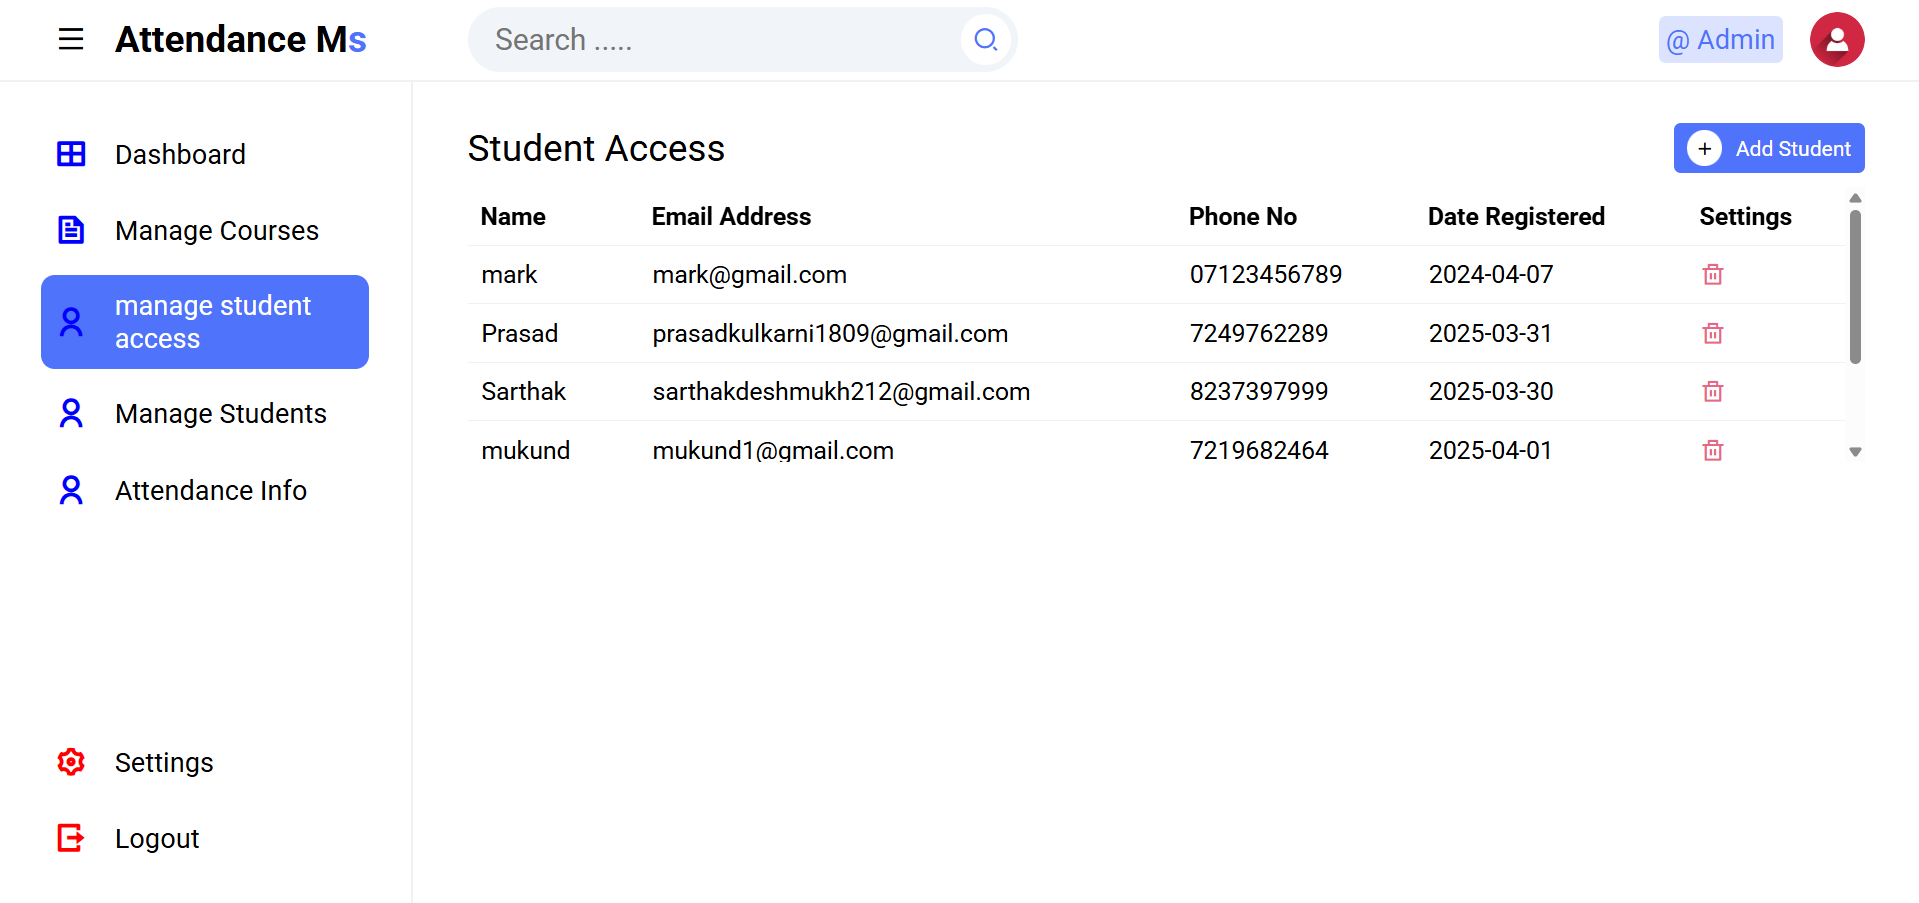 Attendance Ms
Search .....
@ Admin
Dashboard
Manage Courses
manage student
access
Manage Students
Attendance Info
Settings
Logout
Student Access
Add Student
Name Email Address Phone No Date Registered Settings
mark mark@gmail.com 07123456789 2024-04-07
Prasad prasadkulkarni1809@gmail.com 7249762289 2025-03-31
Sarthak sarthakdeshmukh212@gmail.com 8237397999 2025-03-30
mukund mukund1@gmail.com 7219682464 2025-04-01